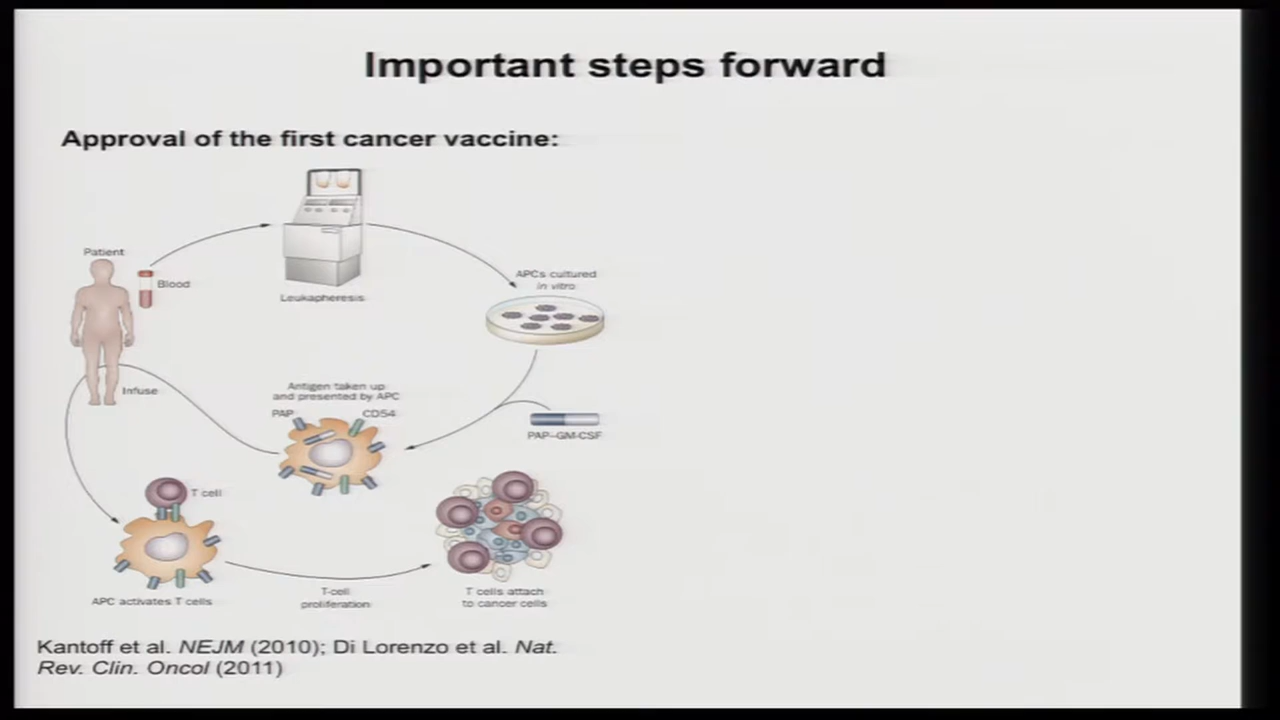 Important steps forward
Approval of the first cancer vaccine:
Patient
Blood
Leukapheresis
APCs cultured
in vitro
Infuse
Antigen taken up
and presented by APC
PAP
CD54
PAP–GM-CSF
T cell
APC activates T cells
T-cell
proliferation
T cells attach
to cancer cells
Kantoff et al. NEJM (2010); Di Lorenzo et al. Nat.
Rev. Clin. Oncol (2011)